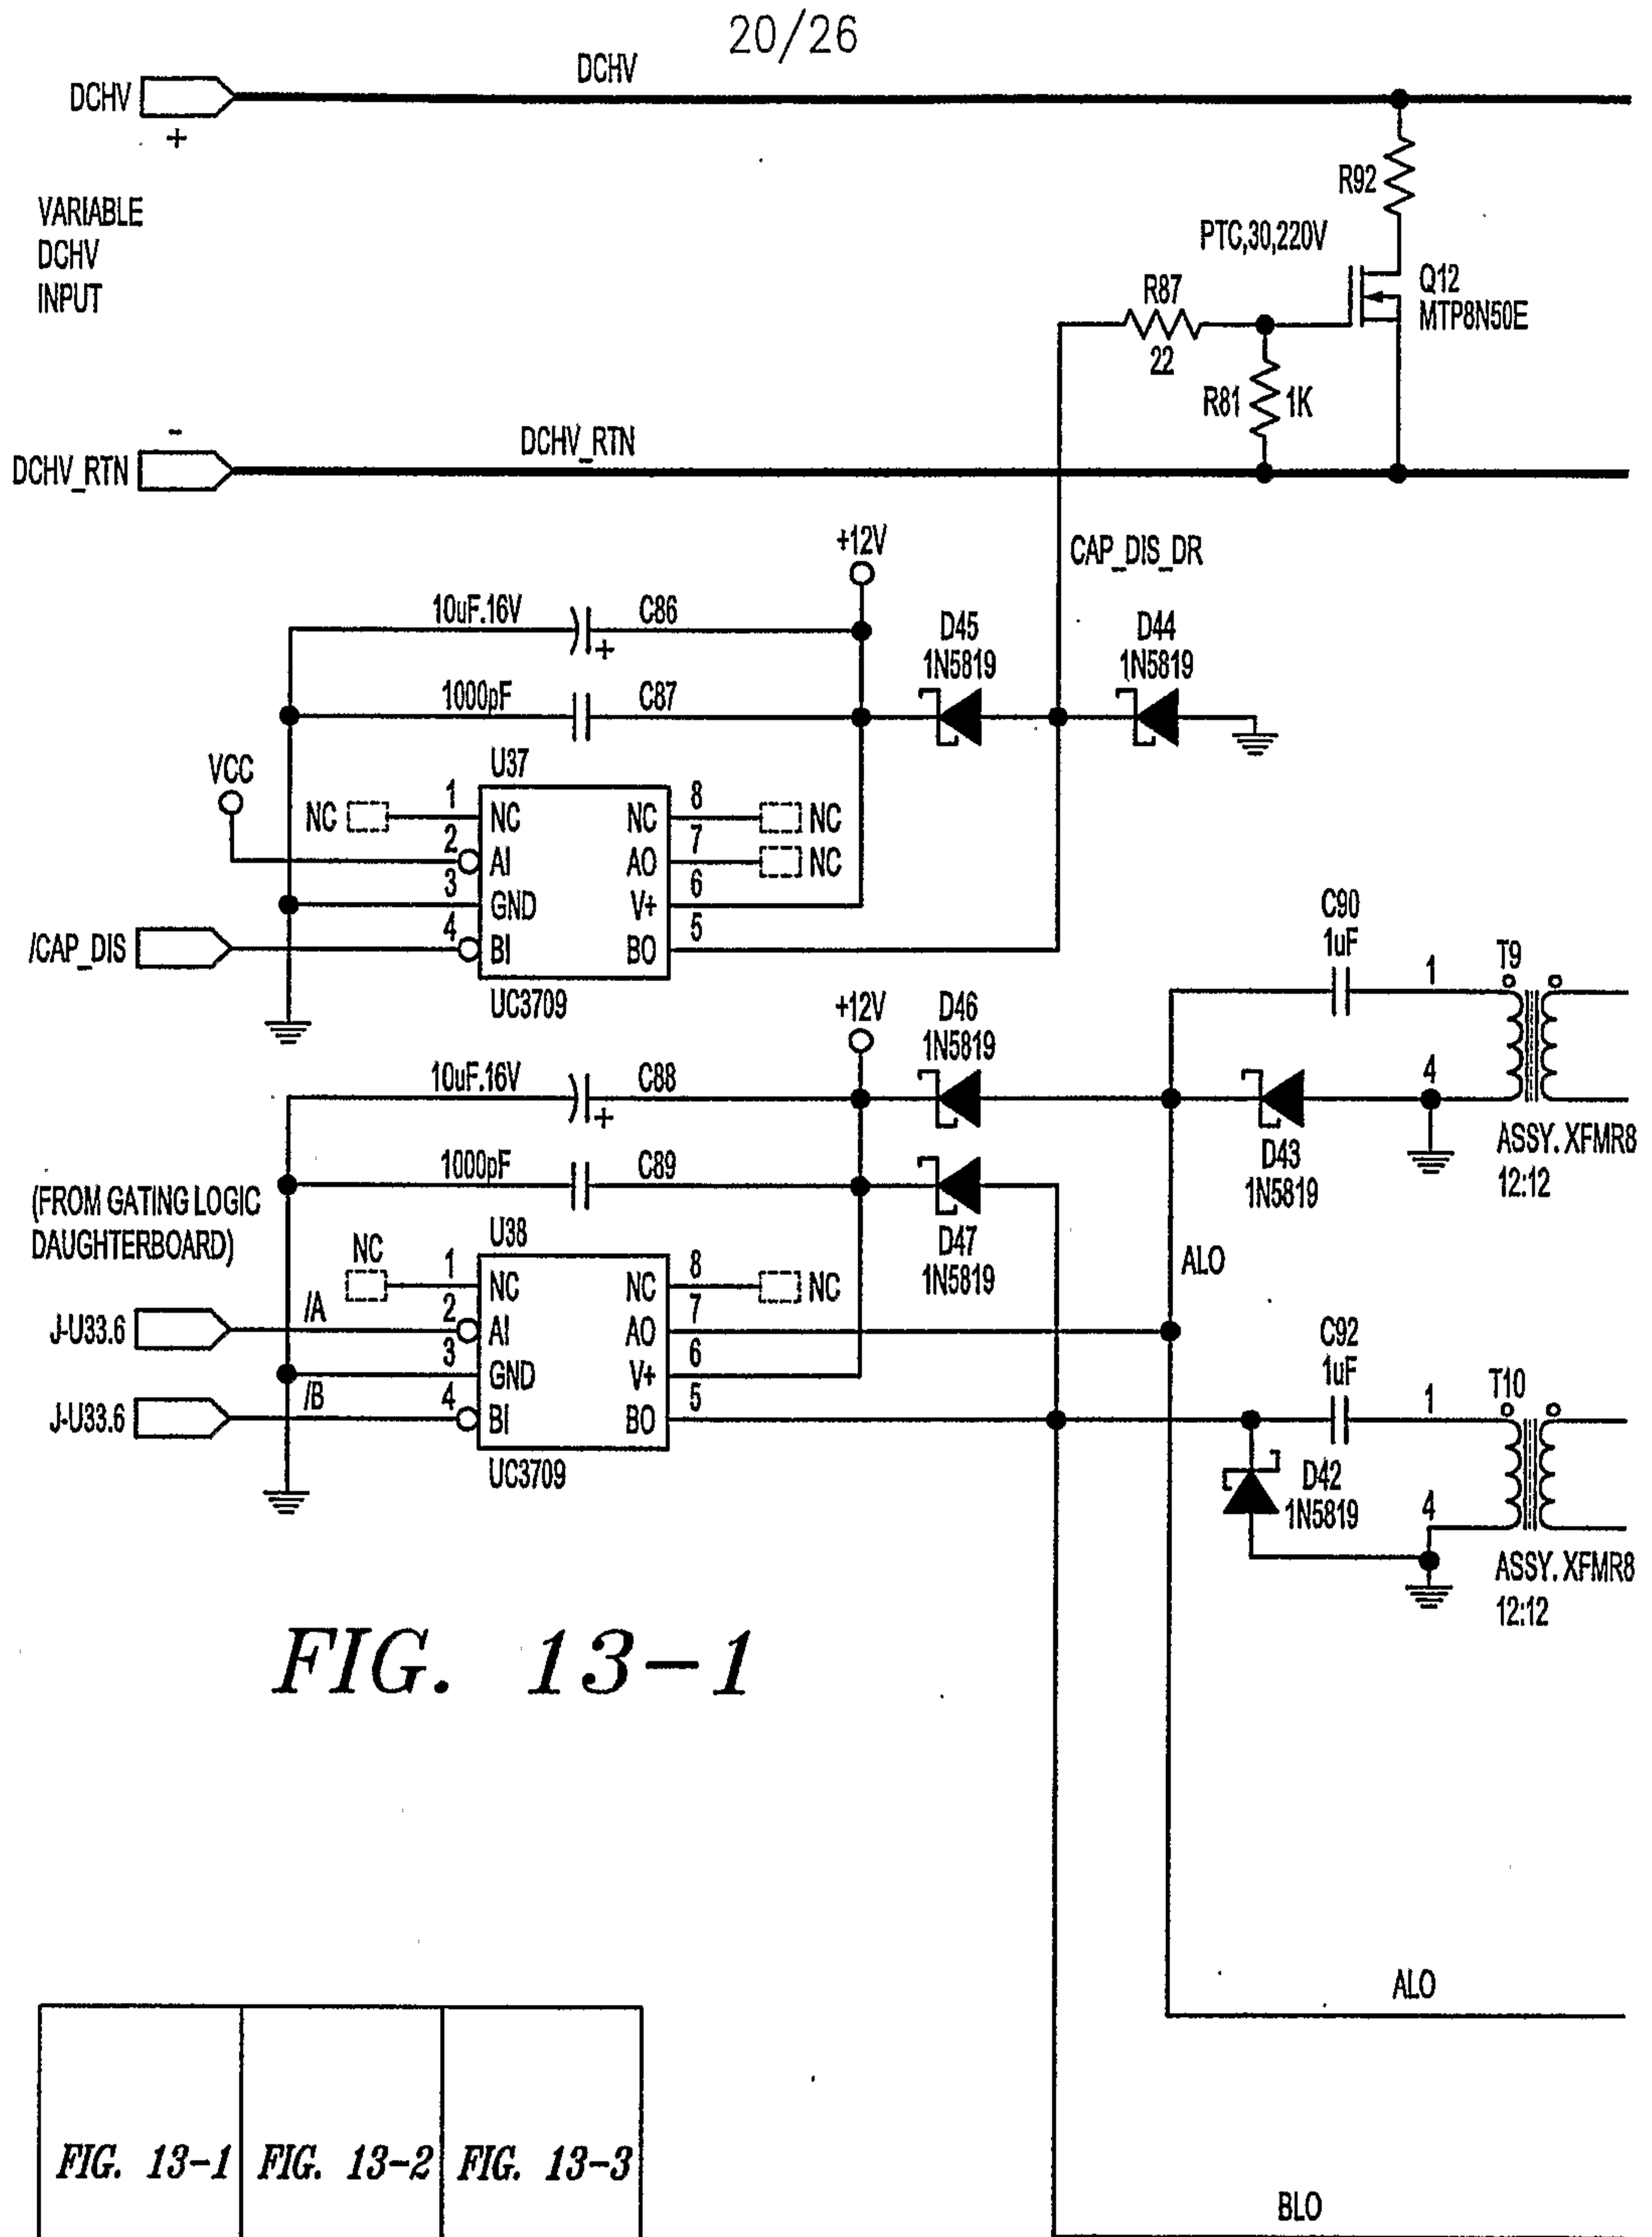 20/26
DCHV
DCHV
+
VARIABLE
DCHV
INPUT
R92
PTC,30,220V
Q12
MTP8N50E
R87
22
R81
1K
-
DCHV_RTN
DCHV_RTN
+12V
CAP_DIS_DR
10uF.16V
C86
+
D45
1N5819
D44
1N5819
1000pF
C87
VCC
U37
NC
1
NC
NC
8
NC
2
AI
AO
7
NC
3
GND
V+
6
/CAP_DIS
4
BI
BO
5
UC3709
C90
1uF
1
T9
4
ASSY. XFMR8
12:12
+12V
D46
1N5819
10uF.16V
C88
+
D43
1N5819
1000pF
C89
D47
1N5819
(FROM GATING LOGIC
DAUGHTERBOARD)
U38
NC
1
NC
NC
8
NC
ALO
J-U33.6
/A
2
AI
AO
7
3
GND
V+
6
J-U33.6
/B
4
BI
BO
5
UC3709
C92
1uF
1
T10
D42
1N5819
4
ASSY. XFMR8
12:12
FIG. 13-1
ALO
FIG. 13-1
FIG. 13-2
FIG. 13-3
BLO